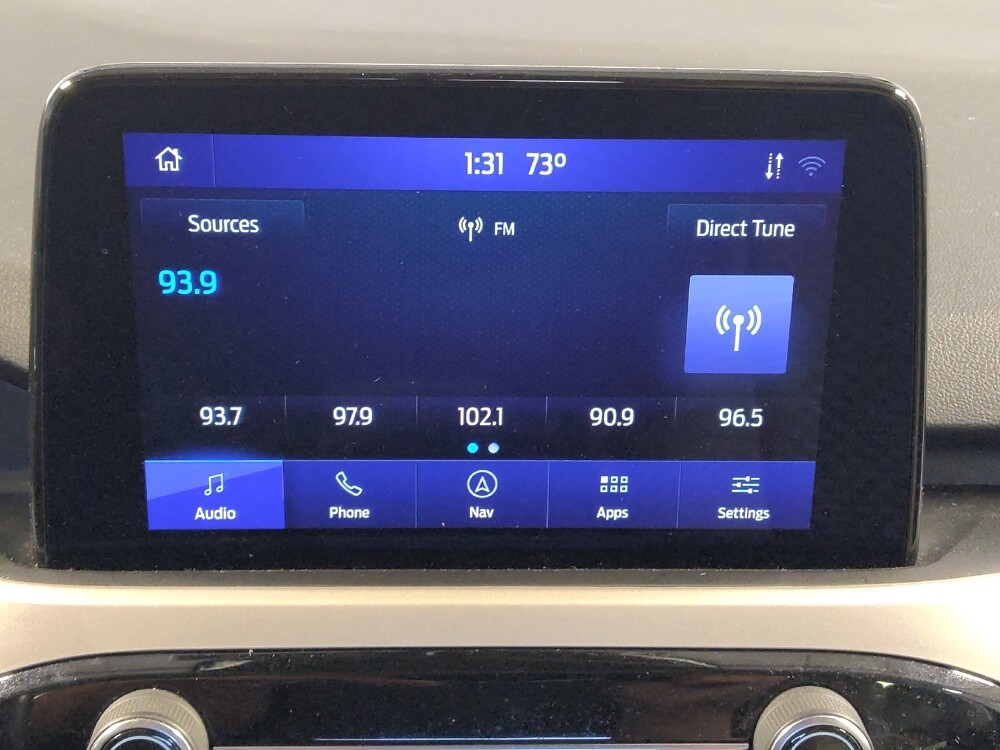 1:31 73º
Sources
FM
Direct Tune
93.9
93.7 97.9 102.1 90.9 96.5
Audio Phone Nav Apps Settings